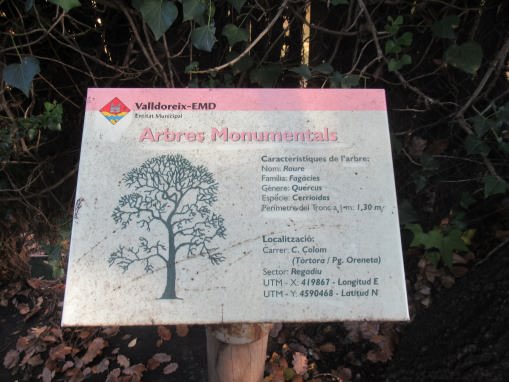 Valldoreix-EMD
Entitat Municipal
Arbres Monumentals
Característiques de l'arbre:
Nom: Roure
Família: Fagàcies
Gènere: Quercus
Espècie: Cerrioides
Perímetre del Tronc a 1 m: 1,30 m
Localització:
Carrer: C. Colom
(Tórtora / Pg. Oreneta)
Sector: Regadiu
UTM - X: 419867 - Longitud E
UTM - Y: 4590468 - Latitud N